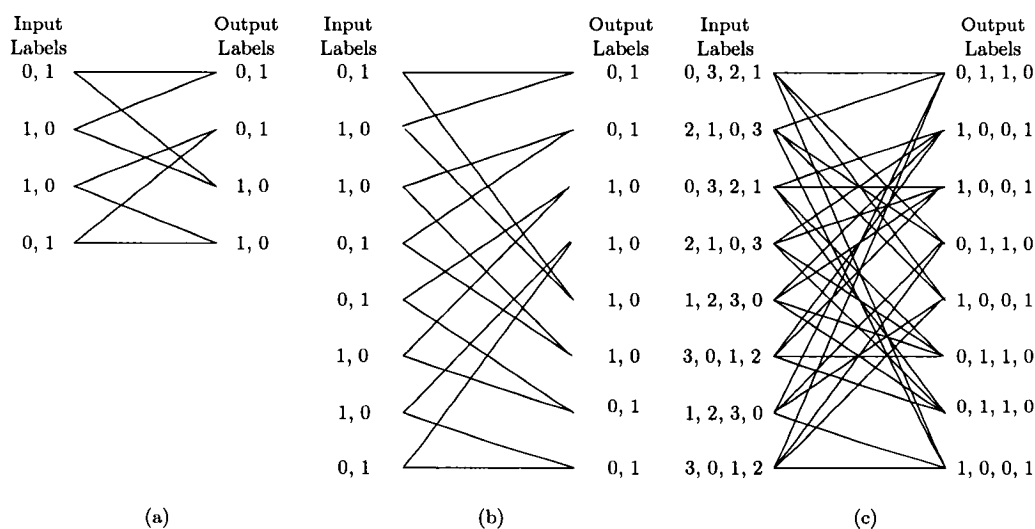 Input
Labels
0, 1
1, 0
1, 0
0, 1
Output
Labels
0, 1
0, 1
1, 0
1, 0
(a)
Input
Labels
0, 1
1, 0
1, 0
0, 1
0, 1
1, 0
1, 0
0, 1
Output
Labels
0, 1
0, 1
1, 0
1, 0
1, 0
1, 0
0, 1
0, 1
(b)
Input
Labels
0, 3, 2, 1
2, 1, 0, 3
0, 3, 2, 1
2, 1, 0, 3
1, 2, 3, 0
3, 0, 1, 2
1, 2, 3, 0
3, 0, 1, 2
Output
Labels
0, 1, 1, 0
1, 0, 0, 1
1, 0, 0, 1
0, 1, 1, 0
1, 0, 0, 1
0, 1, 1, 0
0, 1, 1, 0
1, 0, 0, 1
(c)